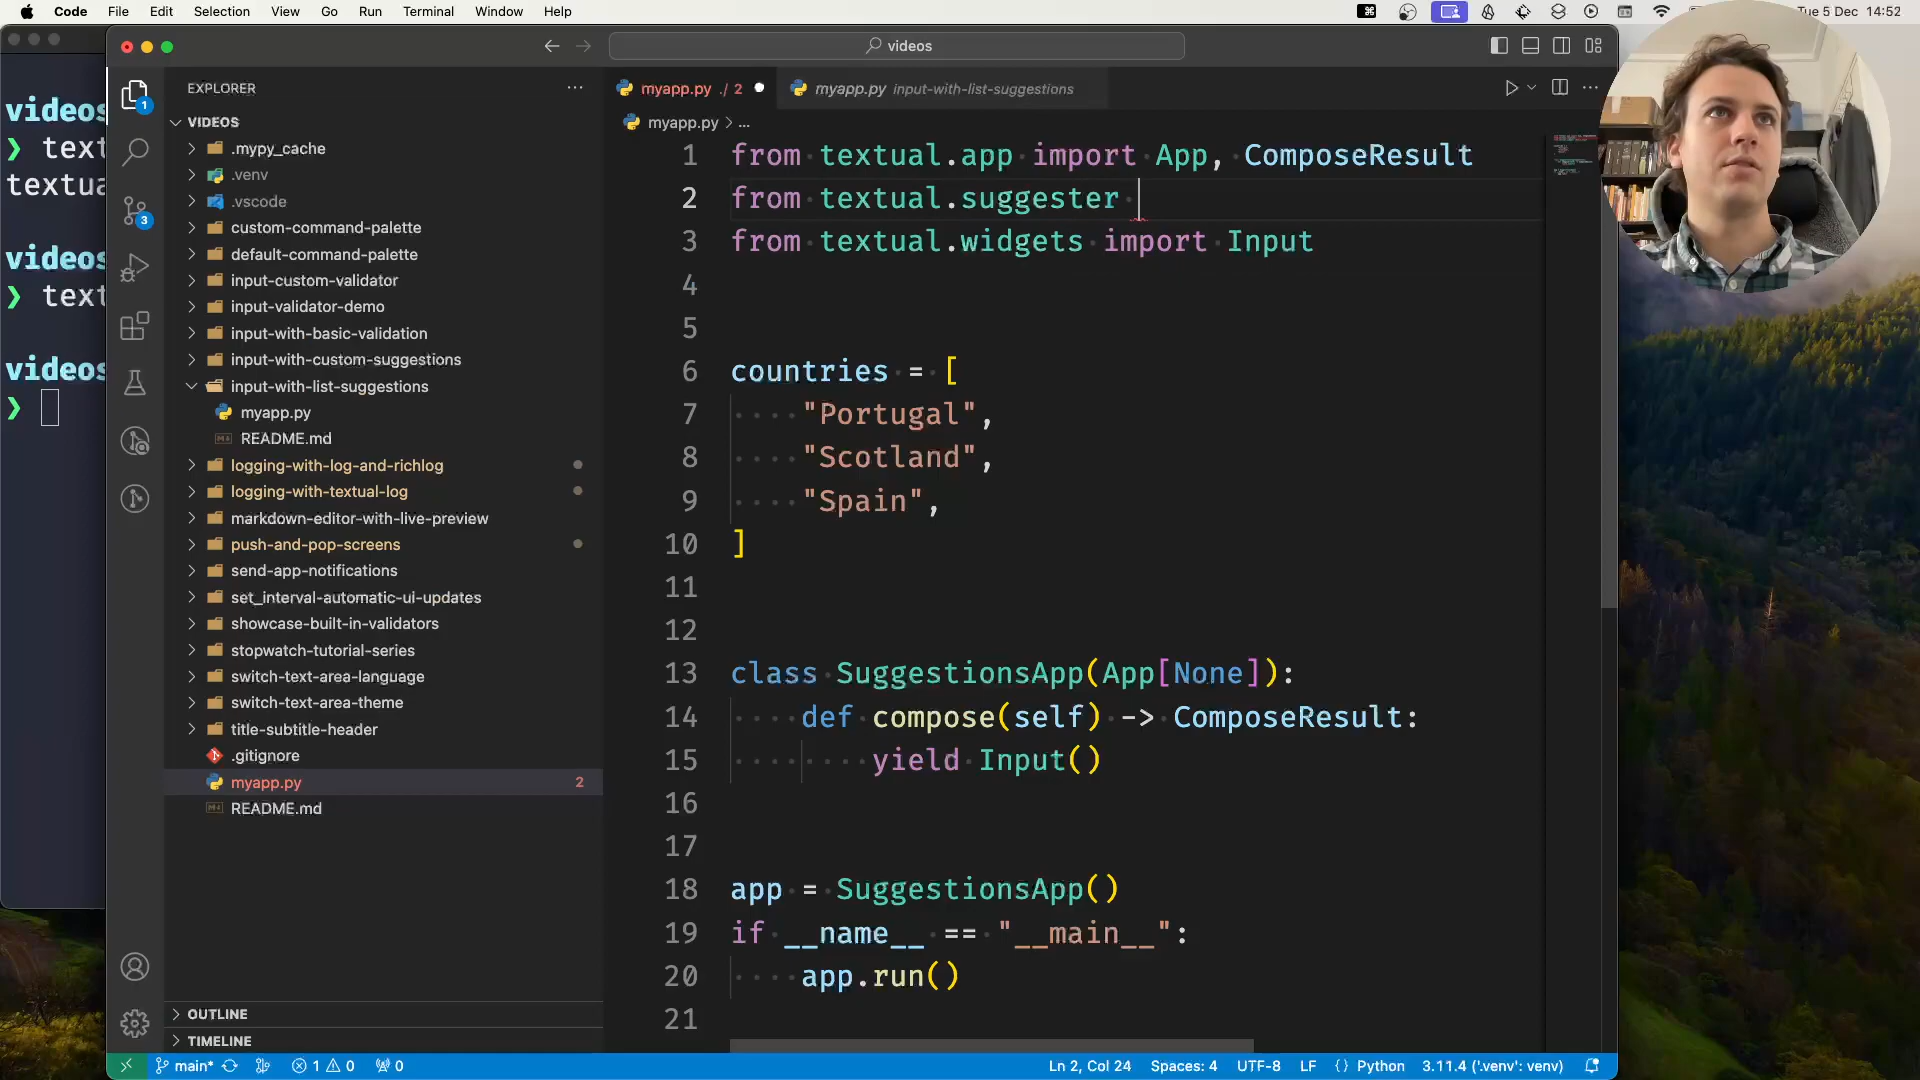 Code File Edit Selection View Go Run Terminal Window Help
Tue 5 Dec 14:52
videos
videos
❯ text
textua
videos
❯ text
videos
❯
1
3
EXPLORER
VIDEOS
.mypy_cache
.venv
.vscode
custom-command-palette
default-command-palette
input-custom-validator
input-validator-demo
input-with-basic-validation
input-with-custom-suggestions
input-with-list-suggestions
myapp.py
README.md
logging-with-log-and-richlog
logging-with-textual-log
markdown-editor-with-live-preview
push-and-pop-screens
send-app-notifications
set_interval-automatic-ui-updates
showcase-built-in-validators
stopwatch-tutorial-series
switch-text-area-language
switch-text-area-theme
title-subtitle-header
.gitignore
myapp.py 2
README.md
OUTLINE
TIMELINE
myapp.py ./ 2
myapp.py input-with-list-suggestions
myapp.py > ...
1 from textual.app import App, ComposeResult
2 from textual.suggester
3 from textual.widgets import Input
4
5
6 countries = [
7 "Portugal",
8 "Scotland",
9 "Spain",
10 ]
11
12
13 class SuggestionsApp(App[None]):
14 def compose(self) -> ComposeResult:
15 yield Input()
16
17
18 app = SuggestionsApp()
19 if __name__ == "__main__":
20 app.run()
21
main* 1 0 0 Ln 2, Col 24 Spaces: 4 UTF-8 LF {} Python 3.11.4 ('.venv': venv)